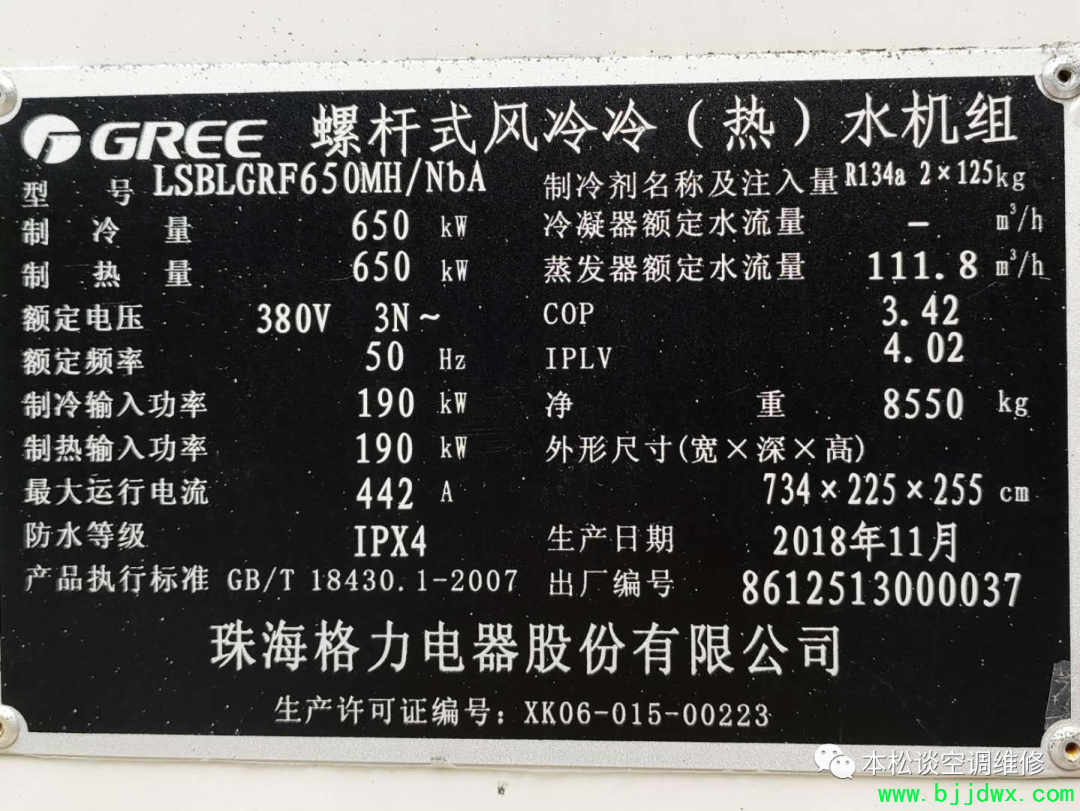 GREE 螺杆式风冷冷（热）水机组
型号 LSBLGRF650MH/NbA 制冷剂名称及注入量 R134a 2×125kg
制冷量 650 kW 冷凝器额定水流量 － m³/h
制热量 650 kW 蒸发器额定水流量 111.8 m³/h
额定电压 380V 3N~ COP 3.42
额定频率 50 Hz IPLV 4.02
制冷输入功率 190 kW 净重 8550 kg
制热输入功率 190 kW 外形尺寸(宽×深×高)
最大运行电流 442 A 734×225×255 cm
防水等级 IPX4 生产日期 2018年11月
产品执行标准 GB/T 18430.1-2007 出厂编号 8612513000037
珠海格力电器股份有限公司
生产许可证编号: XK06-015-00223
本松谈空调维修
www.bjjdwx.com